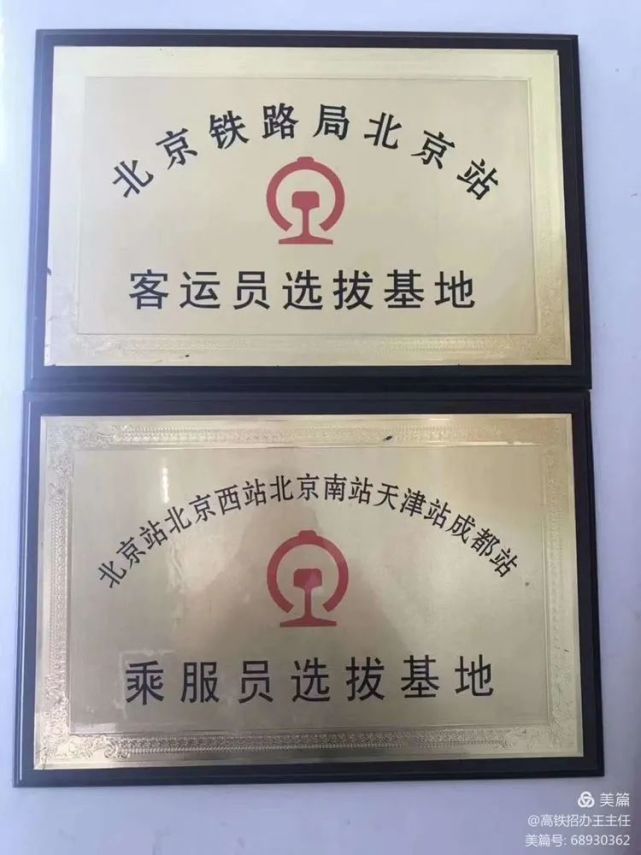 北京铁路局北京站
客运员选拔基地
北京站北京西站北京南站天津站成都站
乘服员选拔基地
美篇
@高铁招办王主任
美篇号: 68930362